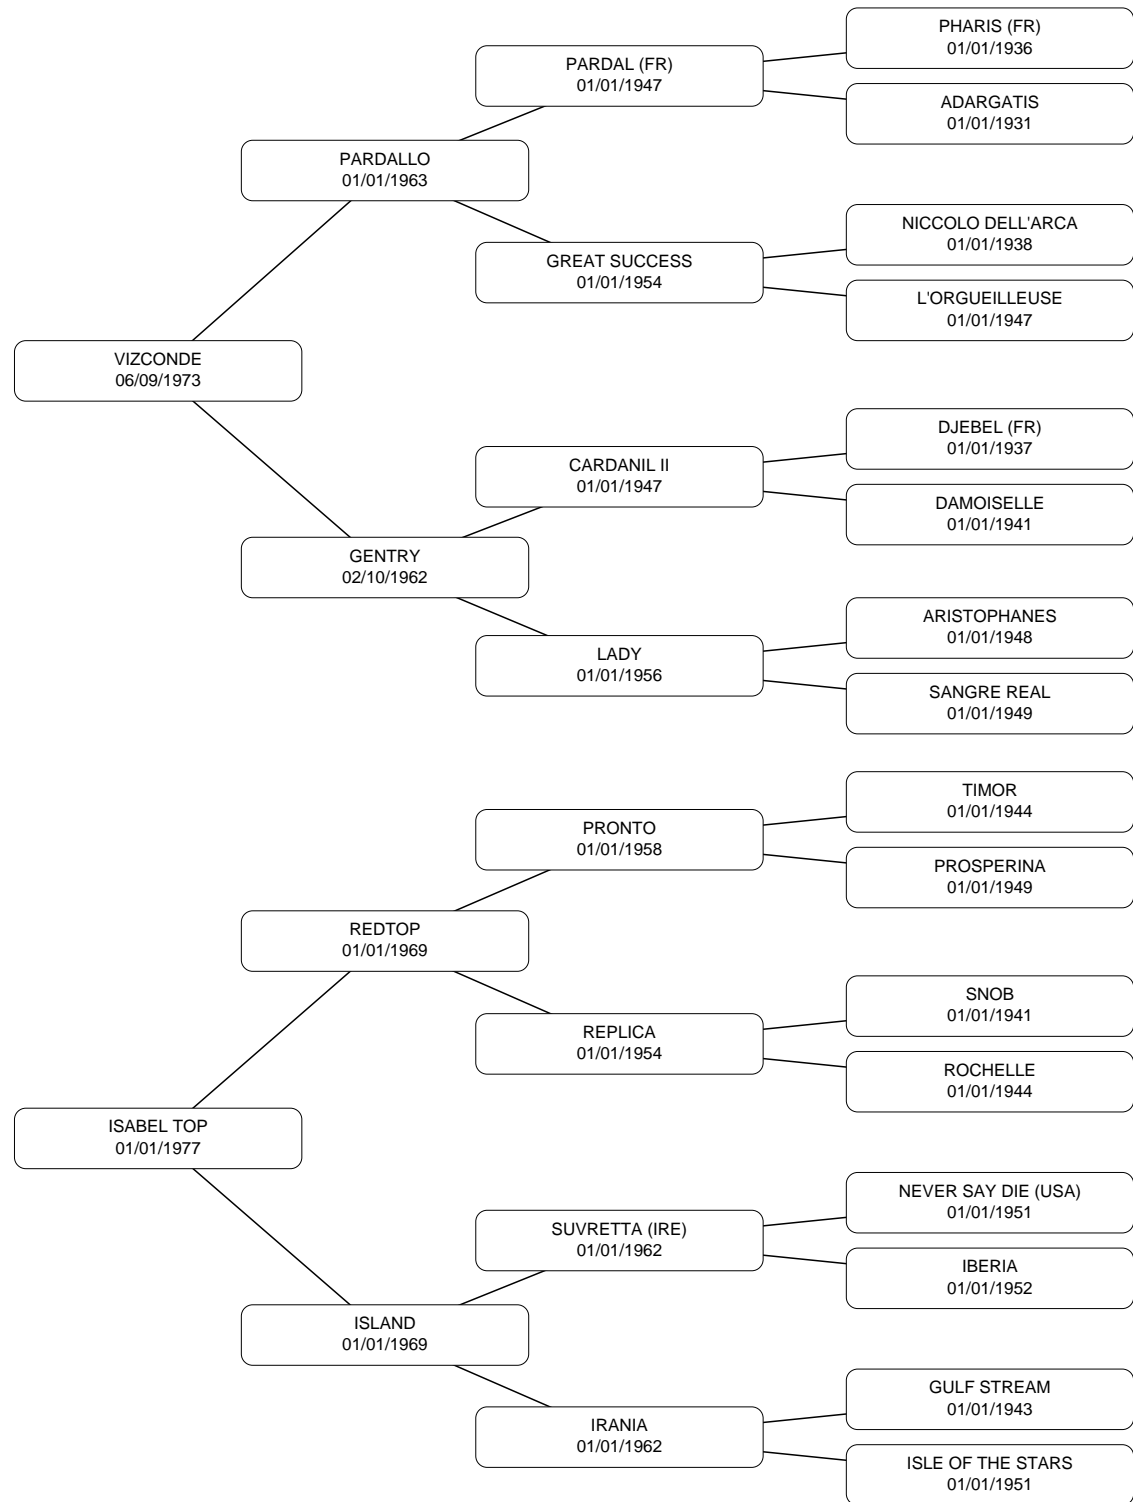 PHARIS (FR)
01/01/1936
PARDAL (FR)
01/01/1947
ADARGATIS
01/01/1931
PARDALLO
01/01/1963
NICCOLO DELL'ARCA
01/01/1938
GREAT SUCCESS
01/01/1954
L'ORGUEILLEUSE
01/01/1947
VIZCONDE
06/09/1973
DJEBEL (FR)
01/01/1937
CARDANIL II
01/01/1947
DAMOISELLE
01/01/1941
GENTRY
02/10/1962
ARISTOPHANES
01/01/1948
LADY
01/01/1956
SANGRE REAL
01/01/1949
TIMOR
01/01/1944
PRONTO
01/01/1958
PROSPERINA
01/01/1949
REDTOP
01/01/1969
SNOB
01/01/1941
REPLICA
01/01/1954
ROCHELLE
01/01/1944
ISABEL TOP
01/01/1977
NEVER SAY DIE (USA)
01/01/1951
SUVRETTA (IRE)
01/01/1962
IBERIA
01/01/1952
ISLAND
01/01/1969
GULF STREAM
01/01/1943
IRANIA
01/01/1962
ISLE OF THE STARS
01/01/1951